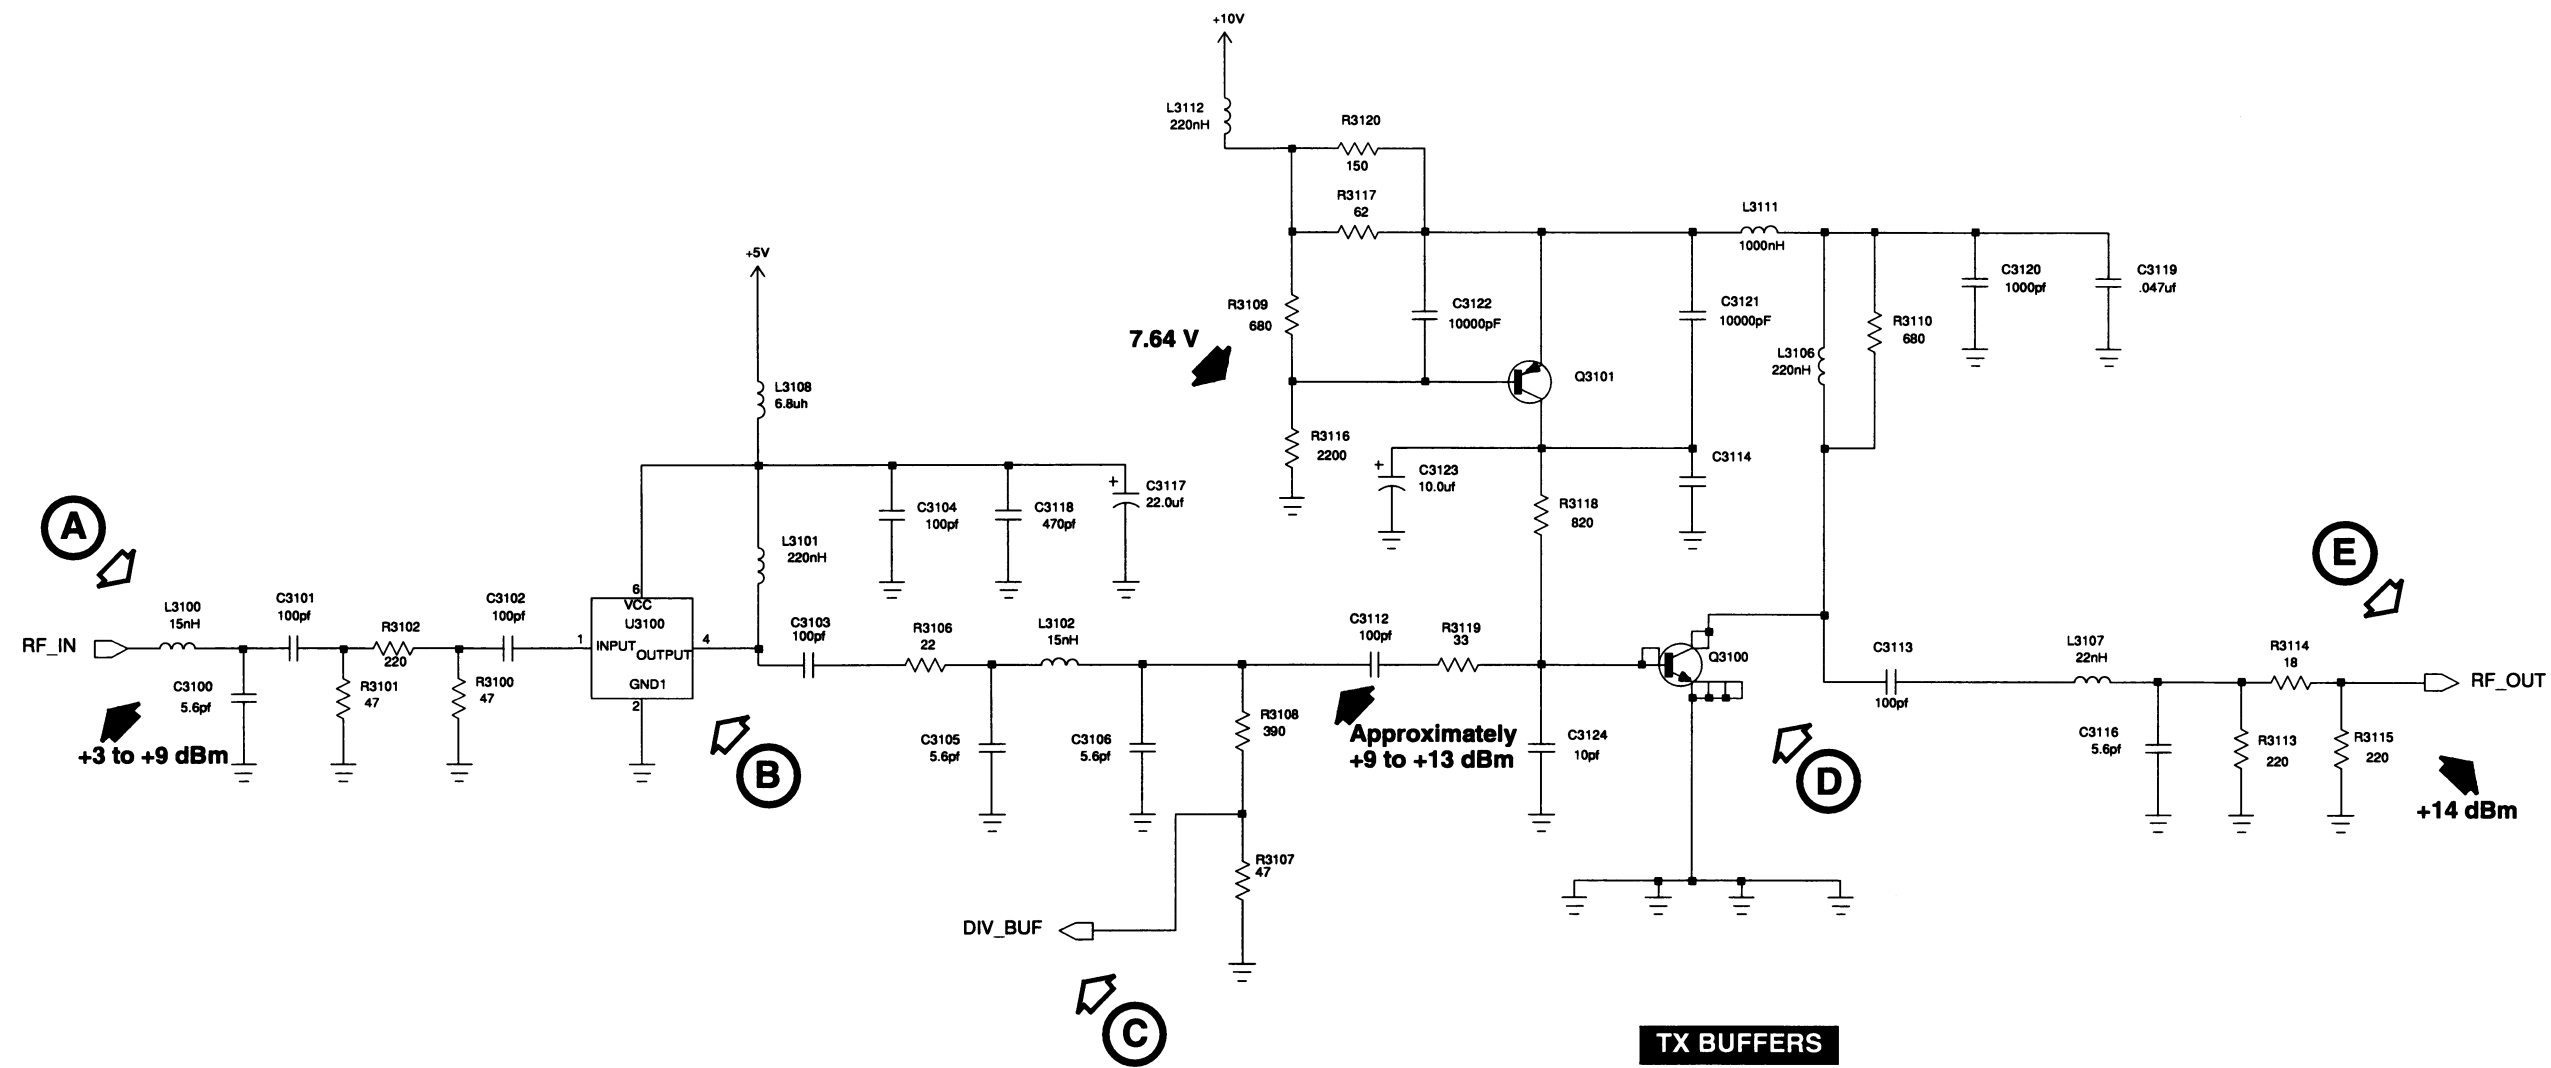 +10V
L3112
220nH
R3120
150
R3117
62
L3111
1000nH
+5V
R3109
680
C3122
10000pF
C3121
10000pF
C3120
1000pf
C3119
.047uf
R3110
680
7.64 V
L3106
220nH
Q3101
L3108
6.8uh
R3116
2200
+
C3123
10.0uf
C3114
R3118
820
+
C3117
22.0uf
C3104
100pf
C3118
470pf
L3101
220nH
A
E
L3100
15nH
C3101
100pf
C3102
100pf
6
VCC
U3100
1
INPUT
OUTPUT
4
GND1
2
RF_IN
R3102
220
C3103
100pf
R3106
22
L3102
15nH
C3112
100pf
R3119
33
Q3100
C3113
100pf
L3107
22nH
R3114
18
RF_OUT
C3100
5.6pf
R3101
47
R3100
47
+3 to +9 dBm
B
C3105
5.6pf
C3106
5.6pf
R3108
390
Approximately
+9 to +13 dBm
C3124
10pf
D
C3116
5.6pf
R3113
220
R3115
220
+14 dBm
R3107
47
DIV_BUF
C
TX BUFFERS